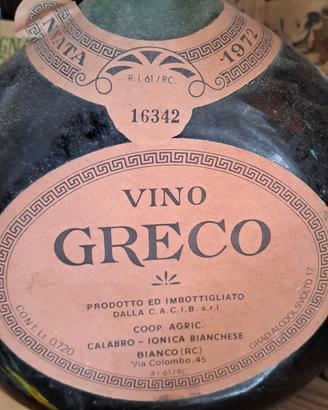 NNATA 1972
R.I.61/RC.
16342
VINO
GRECO
PRODOTTO ED IMBOTTIGLIATO
DALLA C.A.C.I.B. s.r.l
COOP. AGRIC.
CALABRO - IONICA BIANCHESE
BIANCO (RC)
Via Colombo, 45
R.I.61/RC
CONT. Lt. 0,720
GRAD. ALCOOL SVOLTO 17